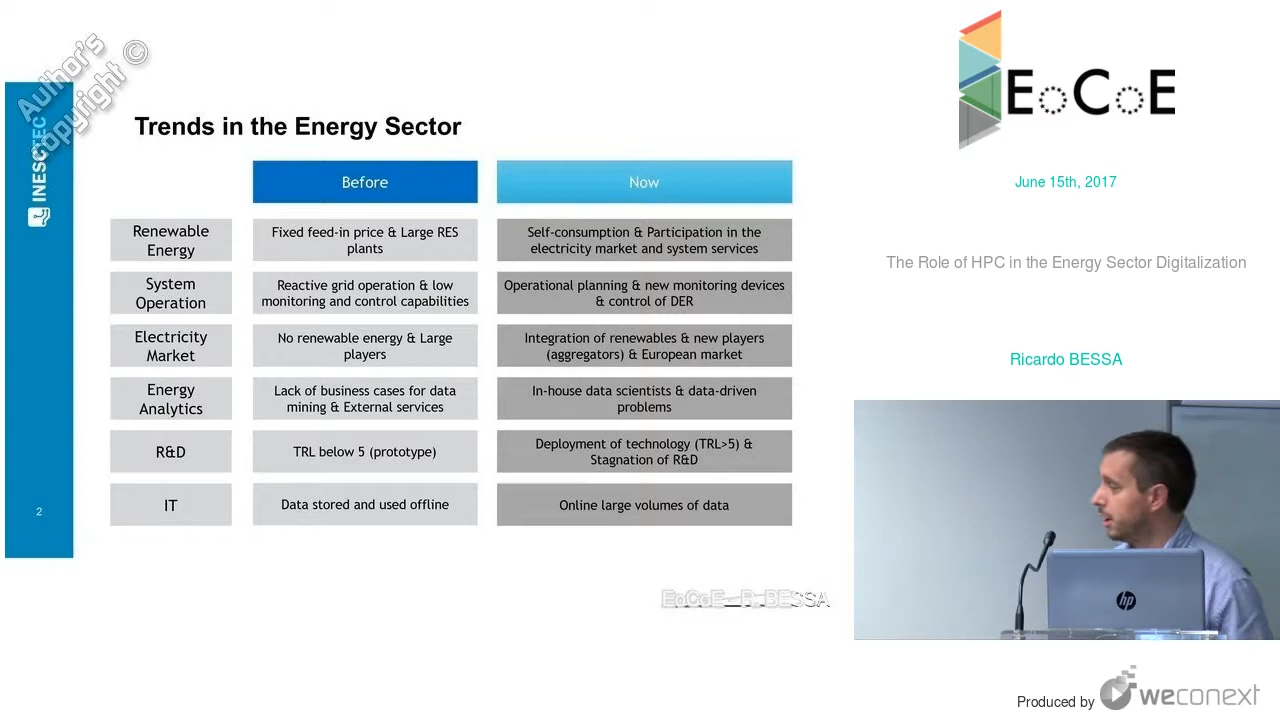 Author's
Copyright ©
INESCTEC
Trends in the Energy Sector
Before
Now
Renewable
Energy
Fixed feed-in price & Large RES
plants
Self-consumption & Participation in the
electricity market and system services
System
Operation
Reactive grid operation & low
monitoring and control capabilities
Operational planning & new monitoring devices
& control of DER
Electricity
Market
No renewable energy & Large
players
Integration of renewables & new players
(aggregators) & European market
Energy
Analytics
Lack of business cases for data
mining & External services
In-house data scientists & data-driven
problems
R&D
TRL below 5 (prototype)
Deployment of technology (TRL>5) &
Stagnation of R&D
IT
Data stored and used offline
Online large volumes of data
2
EoCoE - R. BESSA
EoCoE
June 15th, 2017
The Role of HPC in the Energy Sector Digitalization
Ricardo BESSA
hp
Produced by weconext